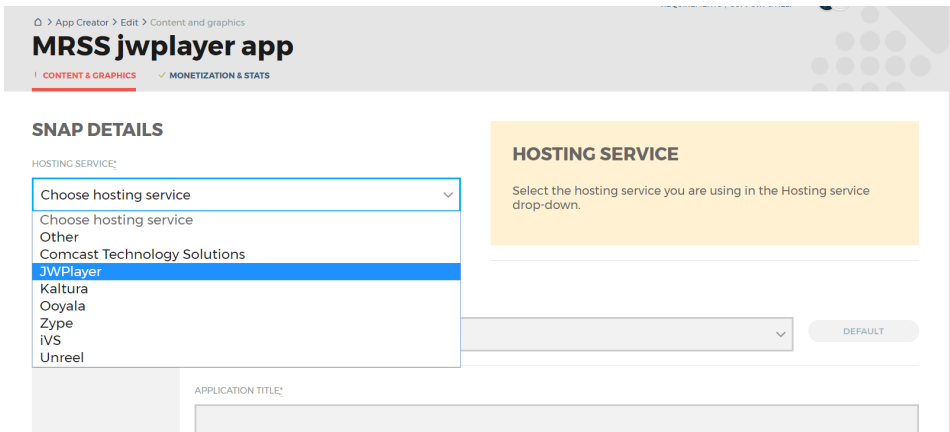 App Creator > Edit > Content and graphics
MRSS jwplayer app
! CONTENT & GRAPHICS
MONETIZATION & STATS
SNAP DETAILS
HOSTING SERVICE*
Choose hosting service
Choose hosting service
Other
Comcast Technology Solutions
JWPlayer
Kaltura
Ooyala
Zype
iVS
Unreel
HOSTING SERVICE
Select the hosting service you are using in the Hosting service
drop-down.
DEFAULT
APPLICATION TITLE*